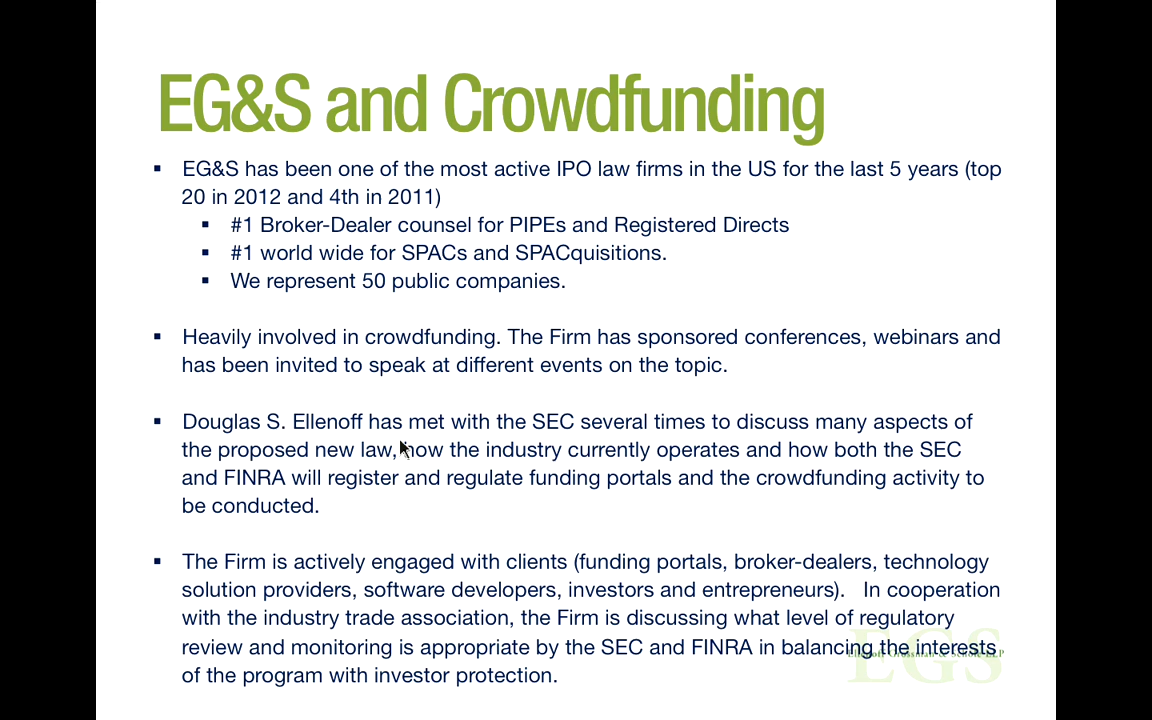 EG&S and Crowdfunding
▪ EG&S has been one of the most active IPO law firms in the US for the last 5 years (top
20 in 2012 and 4th in 2011)
▪ #1 Broker-Dealer counsel for PIPEs and Registered Directs
▪ #1 world wide for SPACs and SPACquisitions.
▪ We represent 50 public companies.
▪ Heavily involved in crowdfunding. The Firm has sponsored conferences, webinars and
has been invited to speak at different events on the topic.
▪ Douglas S. Ellenoff has met with the SEC several times to discuss many aspects of
the proposed new law, how the industry currently operates and how both the SEC
and FINRA will register and regulate funding portals and the crowdfunding activity to
be conducted.
▪ The Firm is actively engaged with clients (funding portals, broker-dealers, technology
solution providers, software developers, investors and entrepreneurs).   In cooperation
with the industry trade association, the Firm is discussing what level of regulatory
review and monitoring is appropriate by the SEC and FINRA in balancing the interests
of the program with investor protection.
EGS
Ellenoff Grossman & Schole LLP